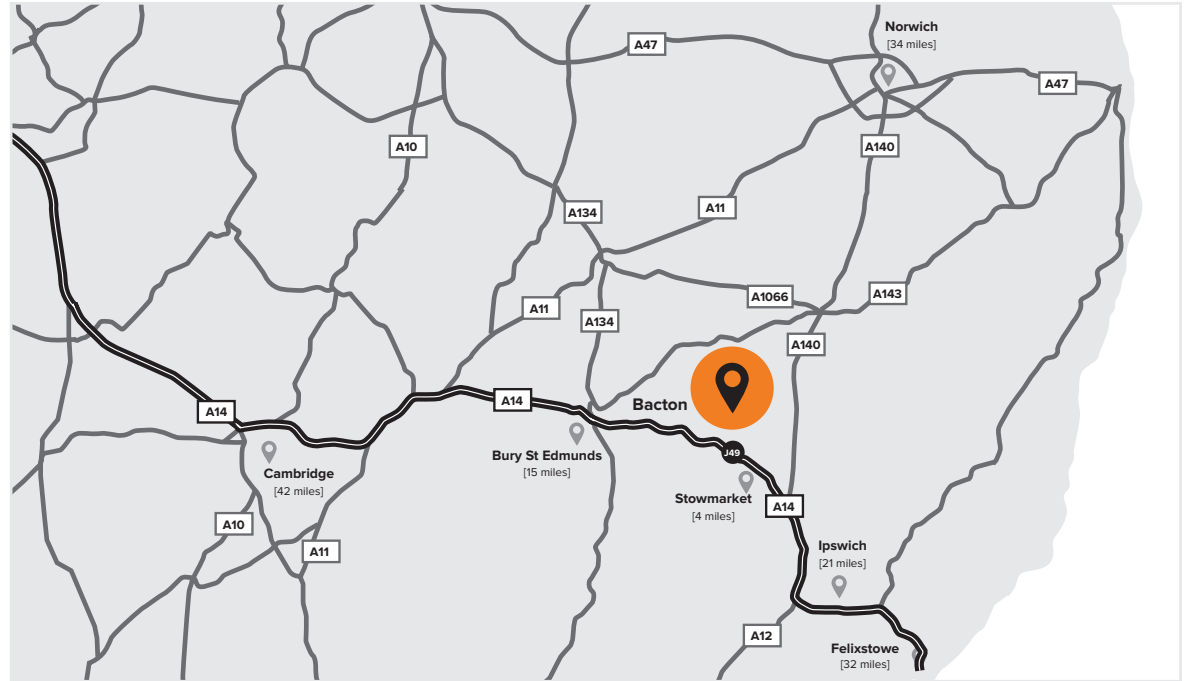 Norwich
[34 miles]
A47
A47
A10
A140
A134
A11
A1066
A143
A11
A134
A140
Bacton
A14
A14
J49
Bury St Edmunds
[15 miles]
Cambridge
[42 miles]
Stowmarket
[4 miles]
A14
A10
A11
Ipswich
[21 miles]
A12
Felixstowe
[32 miles]